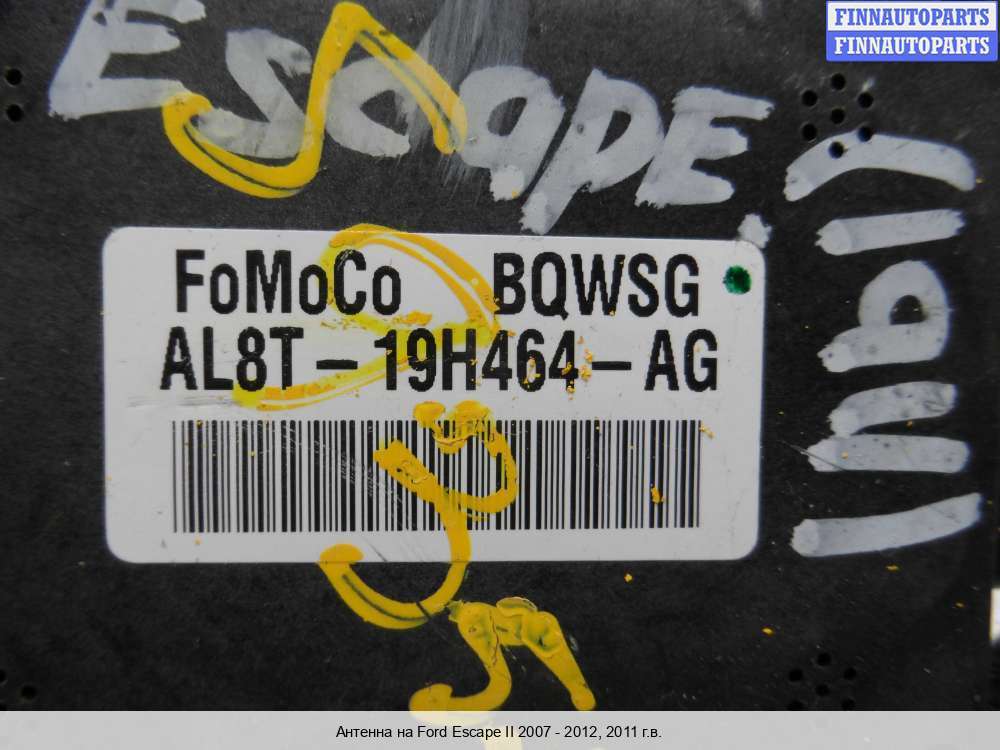 FINNAUTOPARTS
FINNAUTOPARTS
Escape
FoMoCo BQWSG
AL8T-19H464-AG
Антенна на Ford Escape II 2007 - 2012, 2011 г.в.